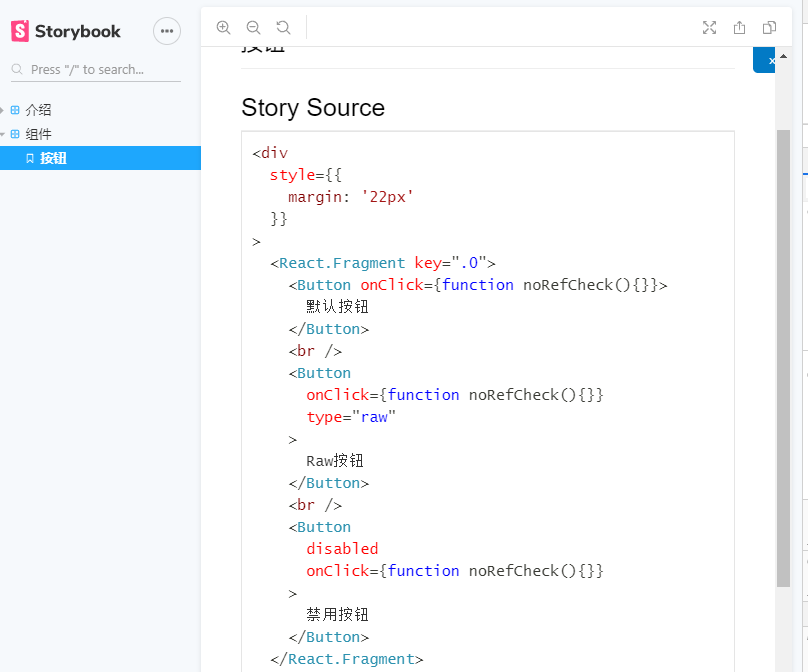 Storybook
Press "/" to search...
介绍
组件
按钮
按钮
Story Source
<div
style={{
margin: '22px'
}}
>
<React.Fragment key=".0">
<Button onClick={function noRefCheck(){}}>
默认按钮
</Button>
<br />
<Button
onClick={function noRefCheck(){}}
type="raw"
>
Raw按钮
</Button>
<br />
<Button
disabled
onClick={function noRefCheck(){}}
>
禁用按钮
</Button>
</React.Fragment>